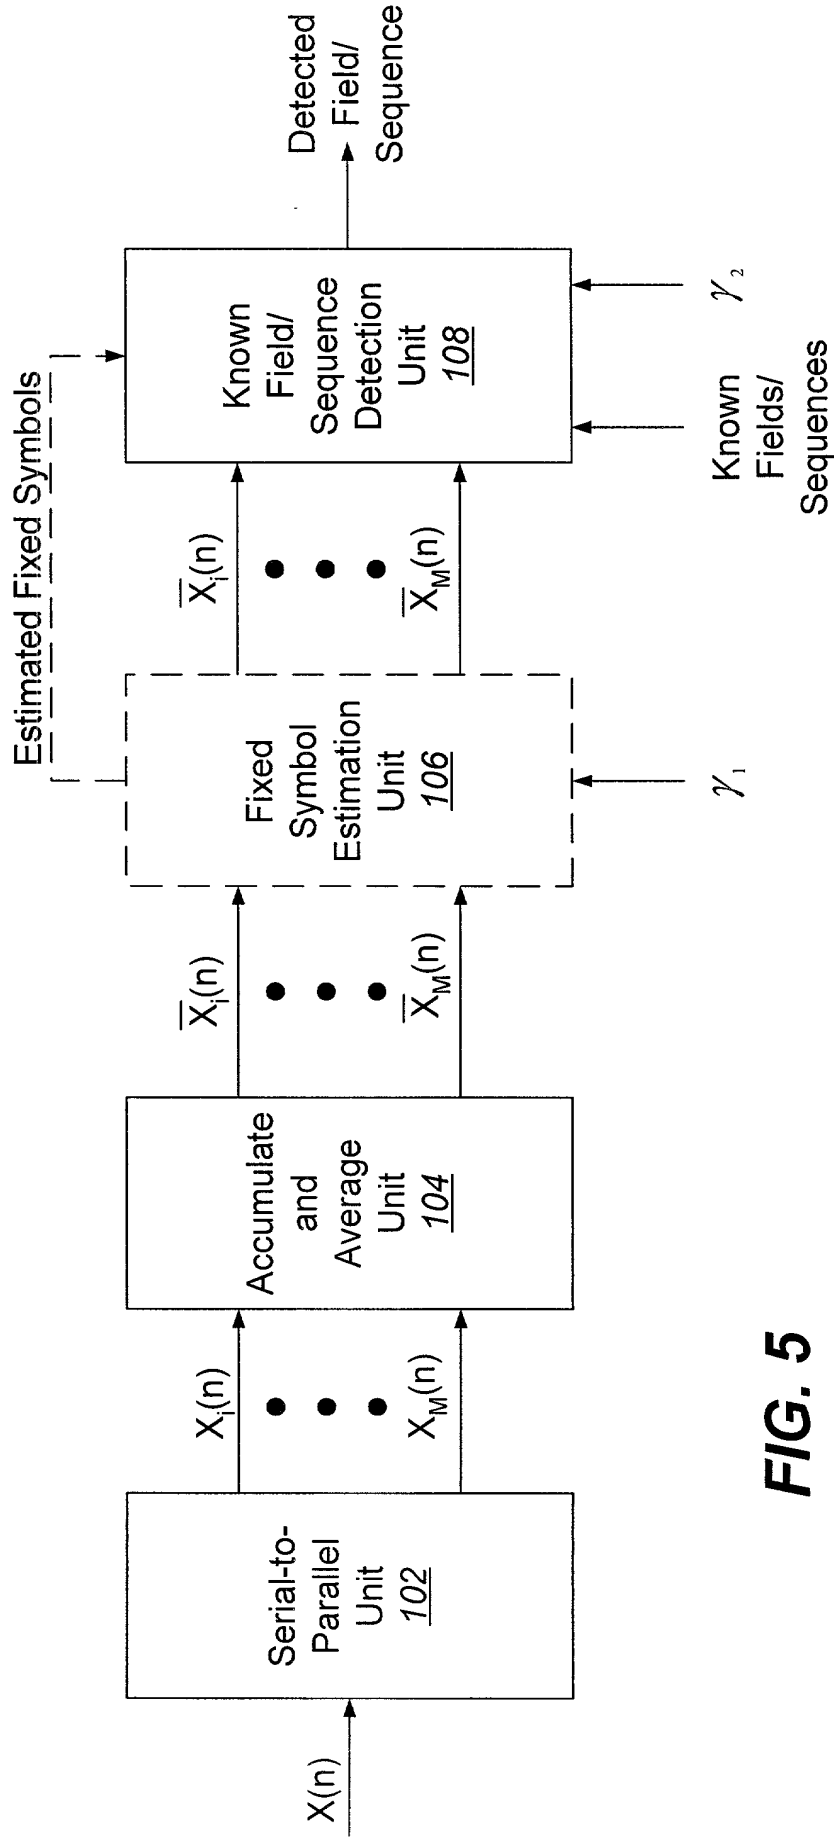 X(n)
Serial-to-
Parallel
Unit
102
X_i(n)
X_M(n)
Accumulate
and
Average
Unit
104
X̅_i(n)
X̅_M(n)
Fixed
Symbol
Estimation
Unit
106
γ_1
Estimated Fixed Symbols
X̅_i(n)
X̅_M(n)
Known
Field/
Sequence
Detection
Unit
108
Known
Fields/
Sequences
γ_2
Detected
Field/
Sequence
FIG. 5